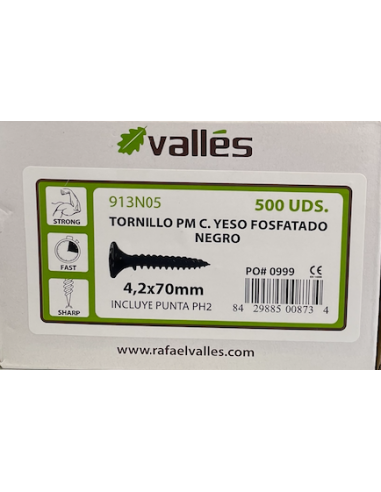 vallés
STRONG
FAST
SHARP
913N05
500 UDS.
TORNILLO PM C. YESO FOSFATADO
NEGRO
PO# 0999 CE
4,2x70mm
INCLUYE PUNTA PH2
84 29885 00873 4
www.rafaelvalles.com